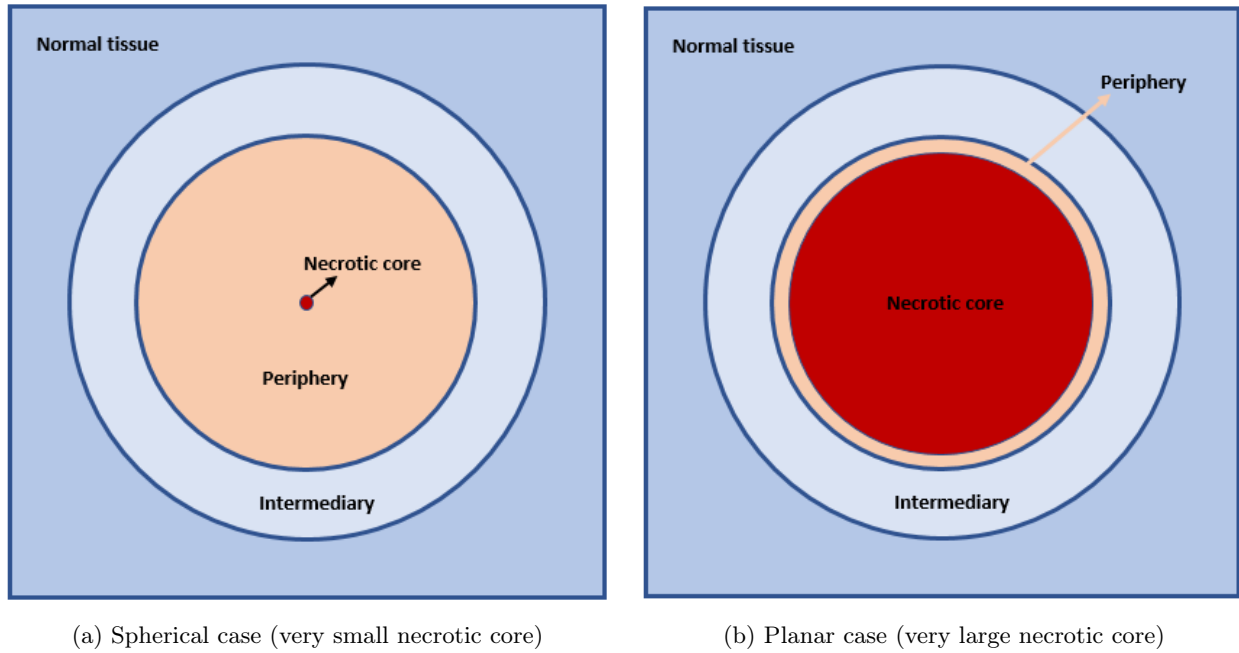 Normal tissue
Necrotic core
Periphery
Intermediary
(a) Spherical case (very small necrotic core)
Normal tissue
Periphery
Necrotic core
Intermediary
(b) Planar case (very large necrotic core)